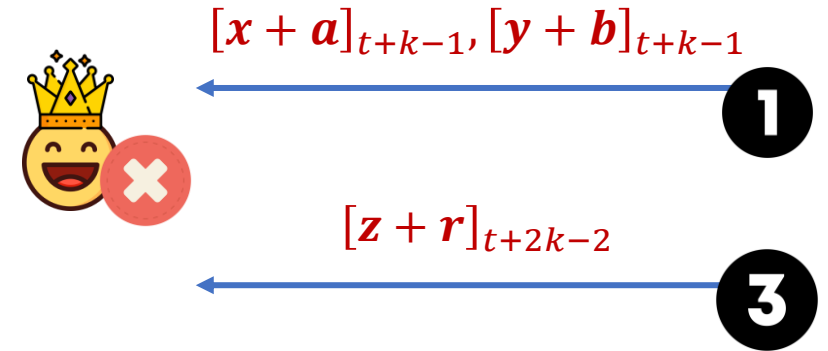 [x + a]_{t+k−1}, [y + b]_{t+k−1}
1
[z + r]_{t+2k−2}
3